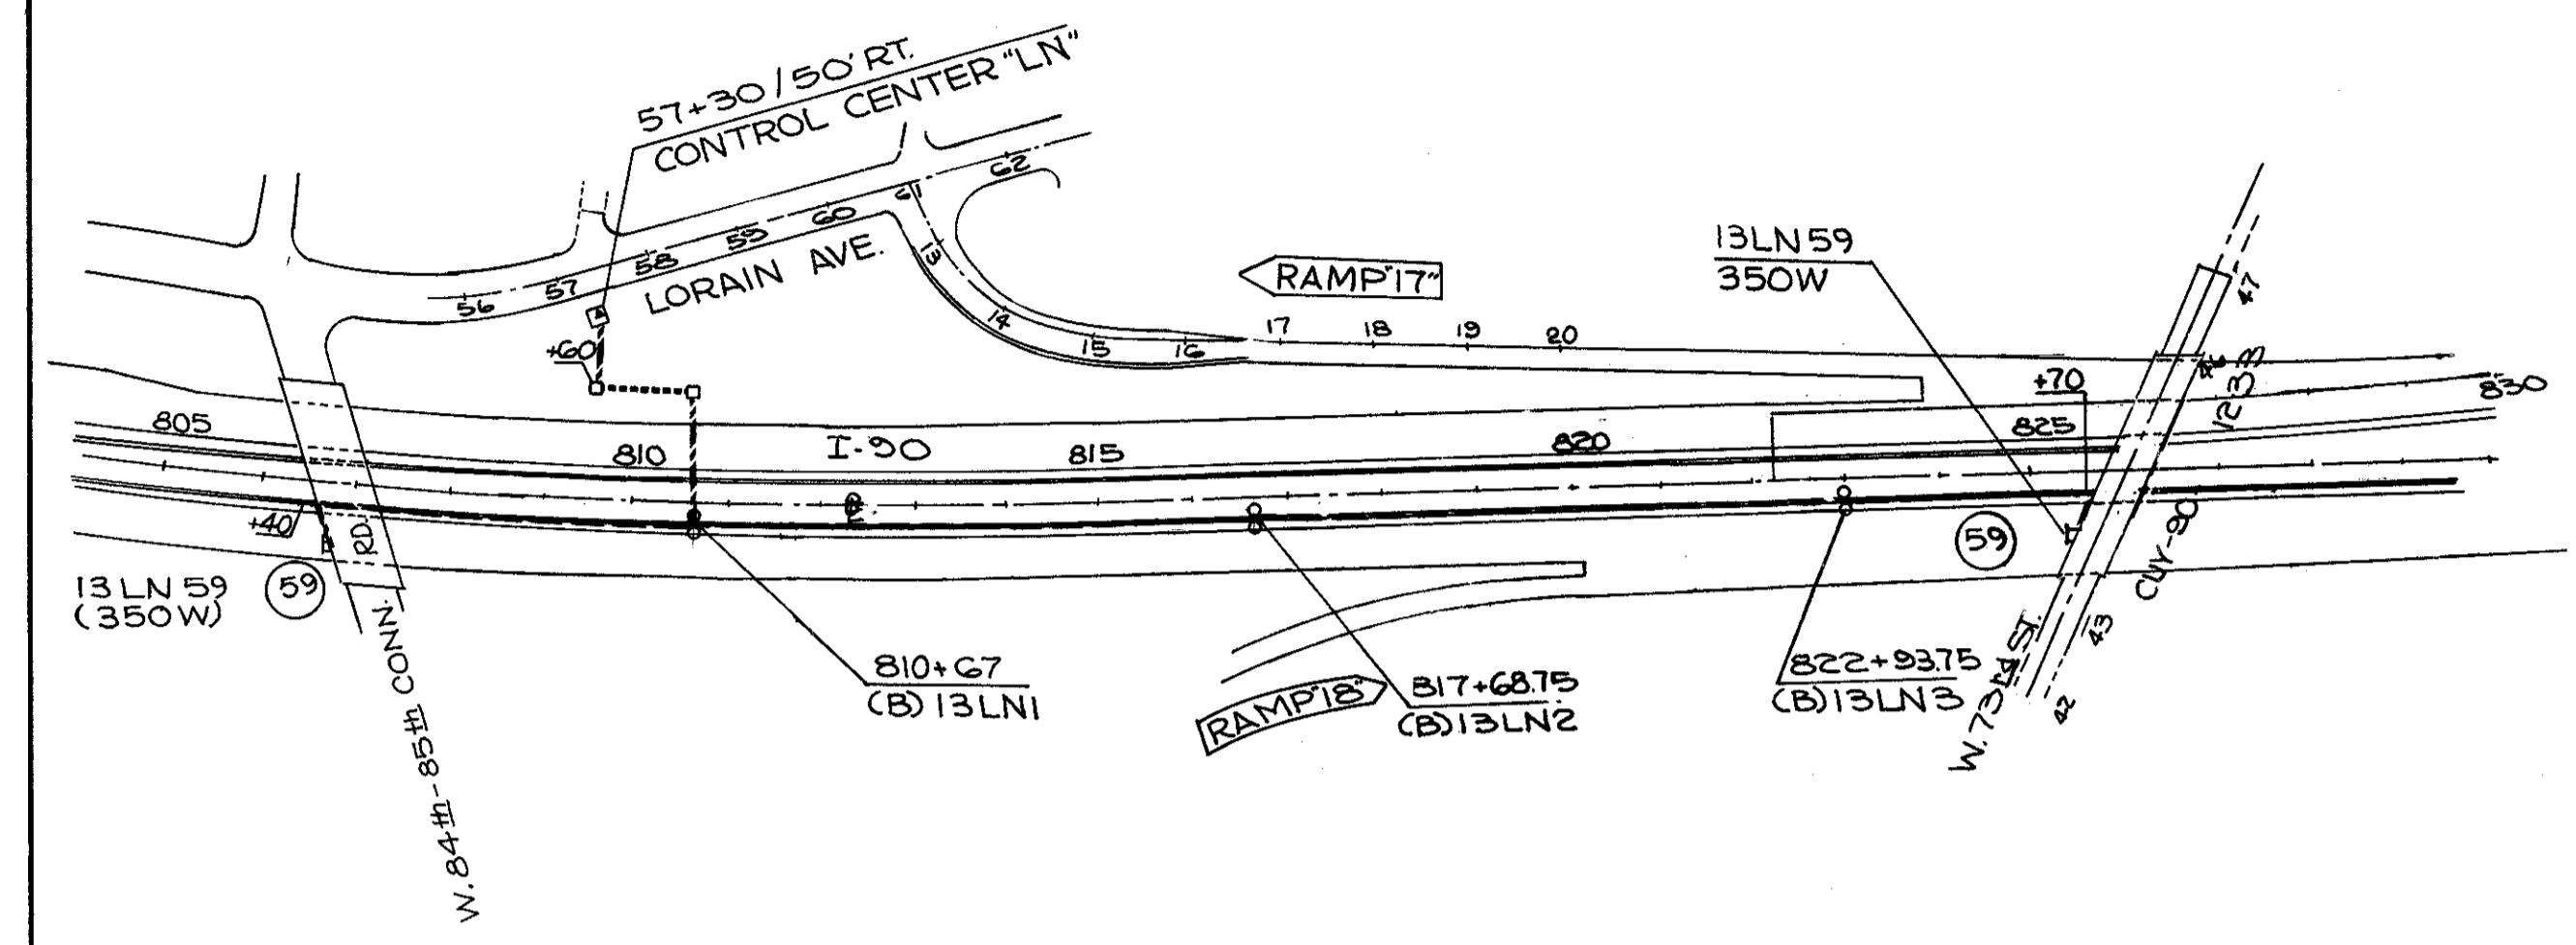 57+30 / 50' RT.
CONTROL CENTER "LN"
56
57
58
59
60
61
62
LORAIN AVE.
13
14
15
16
17
18
19
20
RAMP "17"
13LN59
350W
+60
+70
47
46
1233
830
805
810
I-90
815
820
825
+40
RD.
13 LN 59
(350W)
59
59
W. 84th - 85th CONN.
810+67
(B) 13LN1
RAMP "18"
817+68.75
(B) 13LN2
822+93.75
(B) 13LN3
W. 73rd ST.
CUY-90
43
42